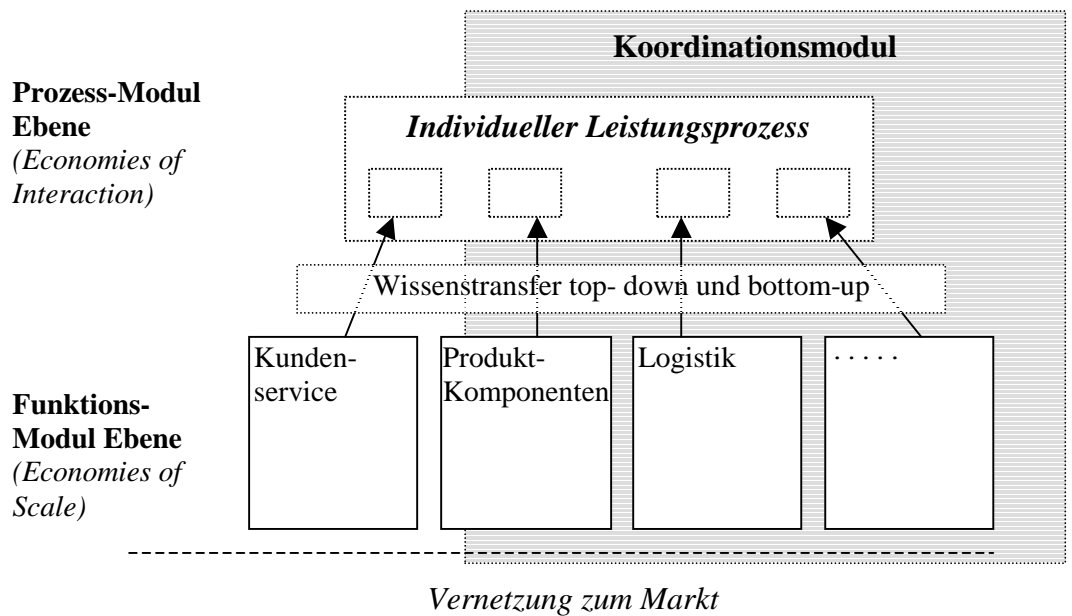 Koordinationsmodul
Prozess-Modul
Ebene
(Economies of
Interaction)
Individueller Leistungsprozess
Wissenstransfer top- down und bottom-up
Kunden-
service
Produkt-
Komponenten
Logistik
. . . . .
Funktions-
Modul Ebene
(Economies of
Scale)
Vernetzung zum Markt